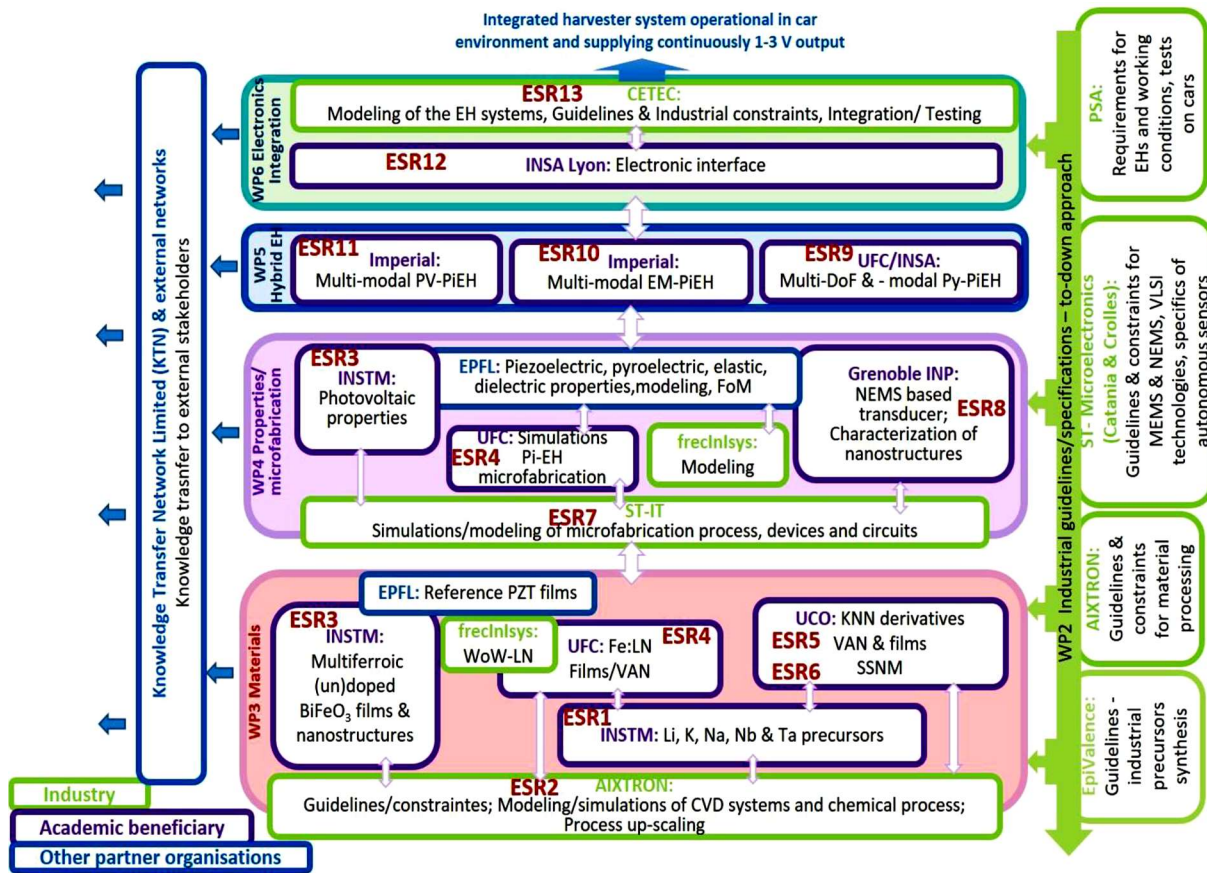 Integrated harvester system operational in car
environment and supplying continuously 1-3 V output
Knowledge Transfer Network Limited (KTN) & external networks
Knowledge trasnfer to external stakeholders
WP6 Electronics
Integration
ESR13
CETEC:
Modeling of the EH systems, Guidelines & Industrial constraints, Integration/ Testing
ESR12
INSA Lyon: Electronic interface
WP5
Hybrid EH
ESR11
Imperial:
Multi-modal PV-PiEH
ESR10
Imperial:
Multi-modal EM-PiEH
ESR9
UFC/INSA:
Multi-DoF & - modal Py-PiEH
WP4 Properties/
microfabrication
ESR3
INSTM:
Photovoltaic
properties
EPFL: Piezoelectric, pyroelectric, elastic,
dielectric properties,modeling, FoM
UFC: Simulations
ESR4
Pi-EH
microfabrication
frecInlsys:
Modeling
Grenoble INP:
NEMS based
transducer;
ESR8
Characterization of
nanostructures
ESR7
ST-IT
Simulations/modeling of microfabrication process, devices and circuits
WP3 Materials
EPFL: Reference PZT films
ESR3
INSTM:
Multiferroic
(un)doped
BiFeO₃ films &
nanostructures
frecInlsys:
WoW-LN
ESR4
UFC: Fe:LN
Films/VAN
UCO: KNN derivatives
ESR5
VAN & films
ESR6
SSNM
ESR1
INSTM: Li, K, Na, Nb & Ta precursors
ESR2
AIXTRON:
Guidelines/constraintes; Modeling/simulations of CVD systems and chemical process;
Process up-scaling
WP2 Industrial guidelines/specifications – to-down approach
PSA:
Requirements for
EHs and working
conditions, tests
on cars
ST- Microelectronics
(Catania & Crolles):
Guidelines & constraints for
MEMS & NEMS, VLSI
technologies, specifics of
autonomous sensors
AIXTRON:
Guidelines &
constraints
for material
processing
EpiValence:
Guidelines -
industrial
precursors
synthesis
Industry
Academic beneficiary
Other partner organisations